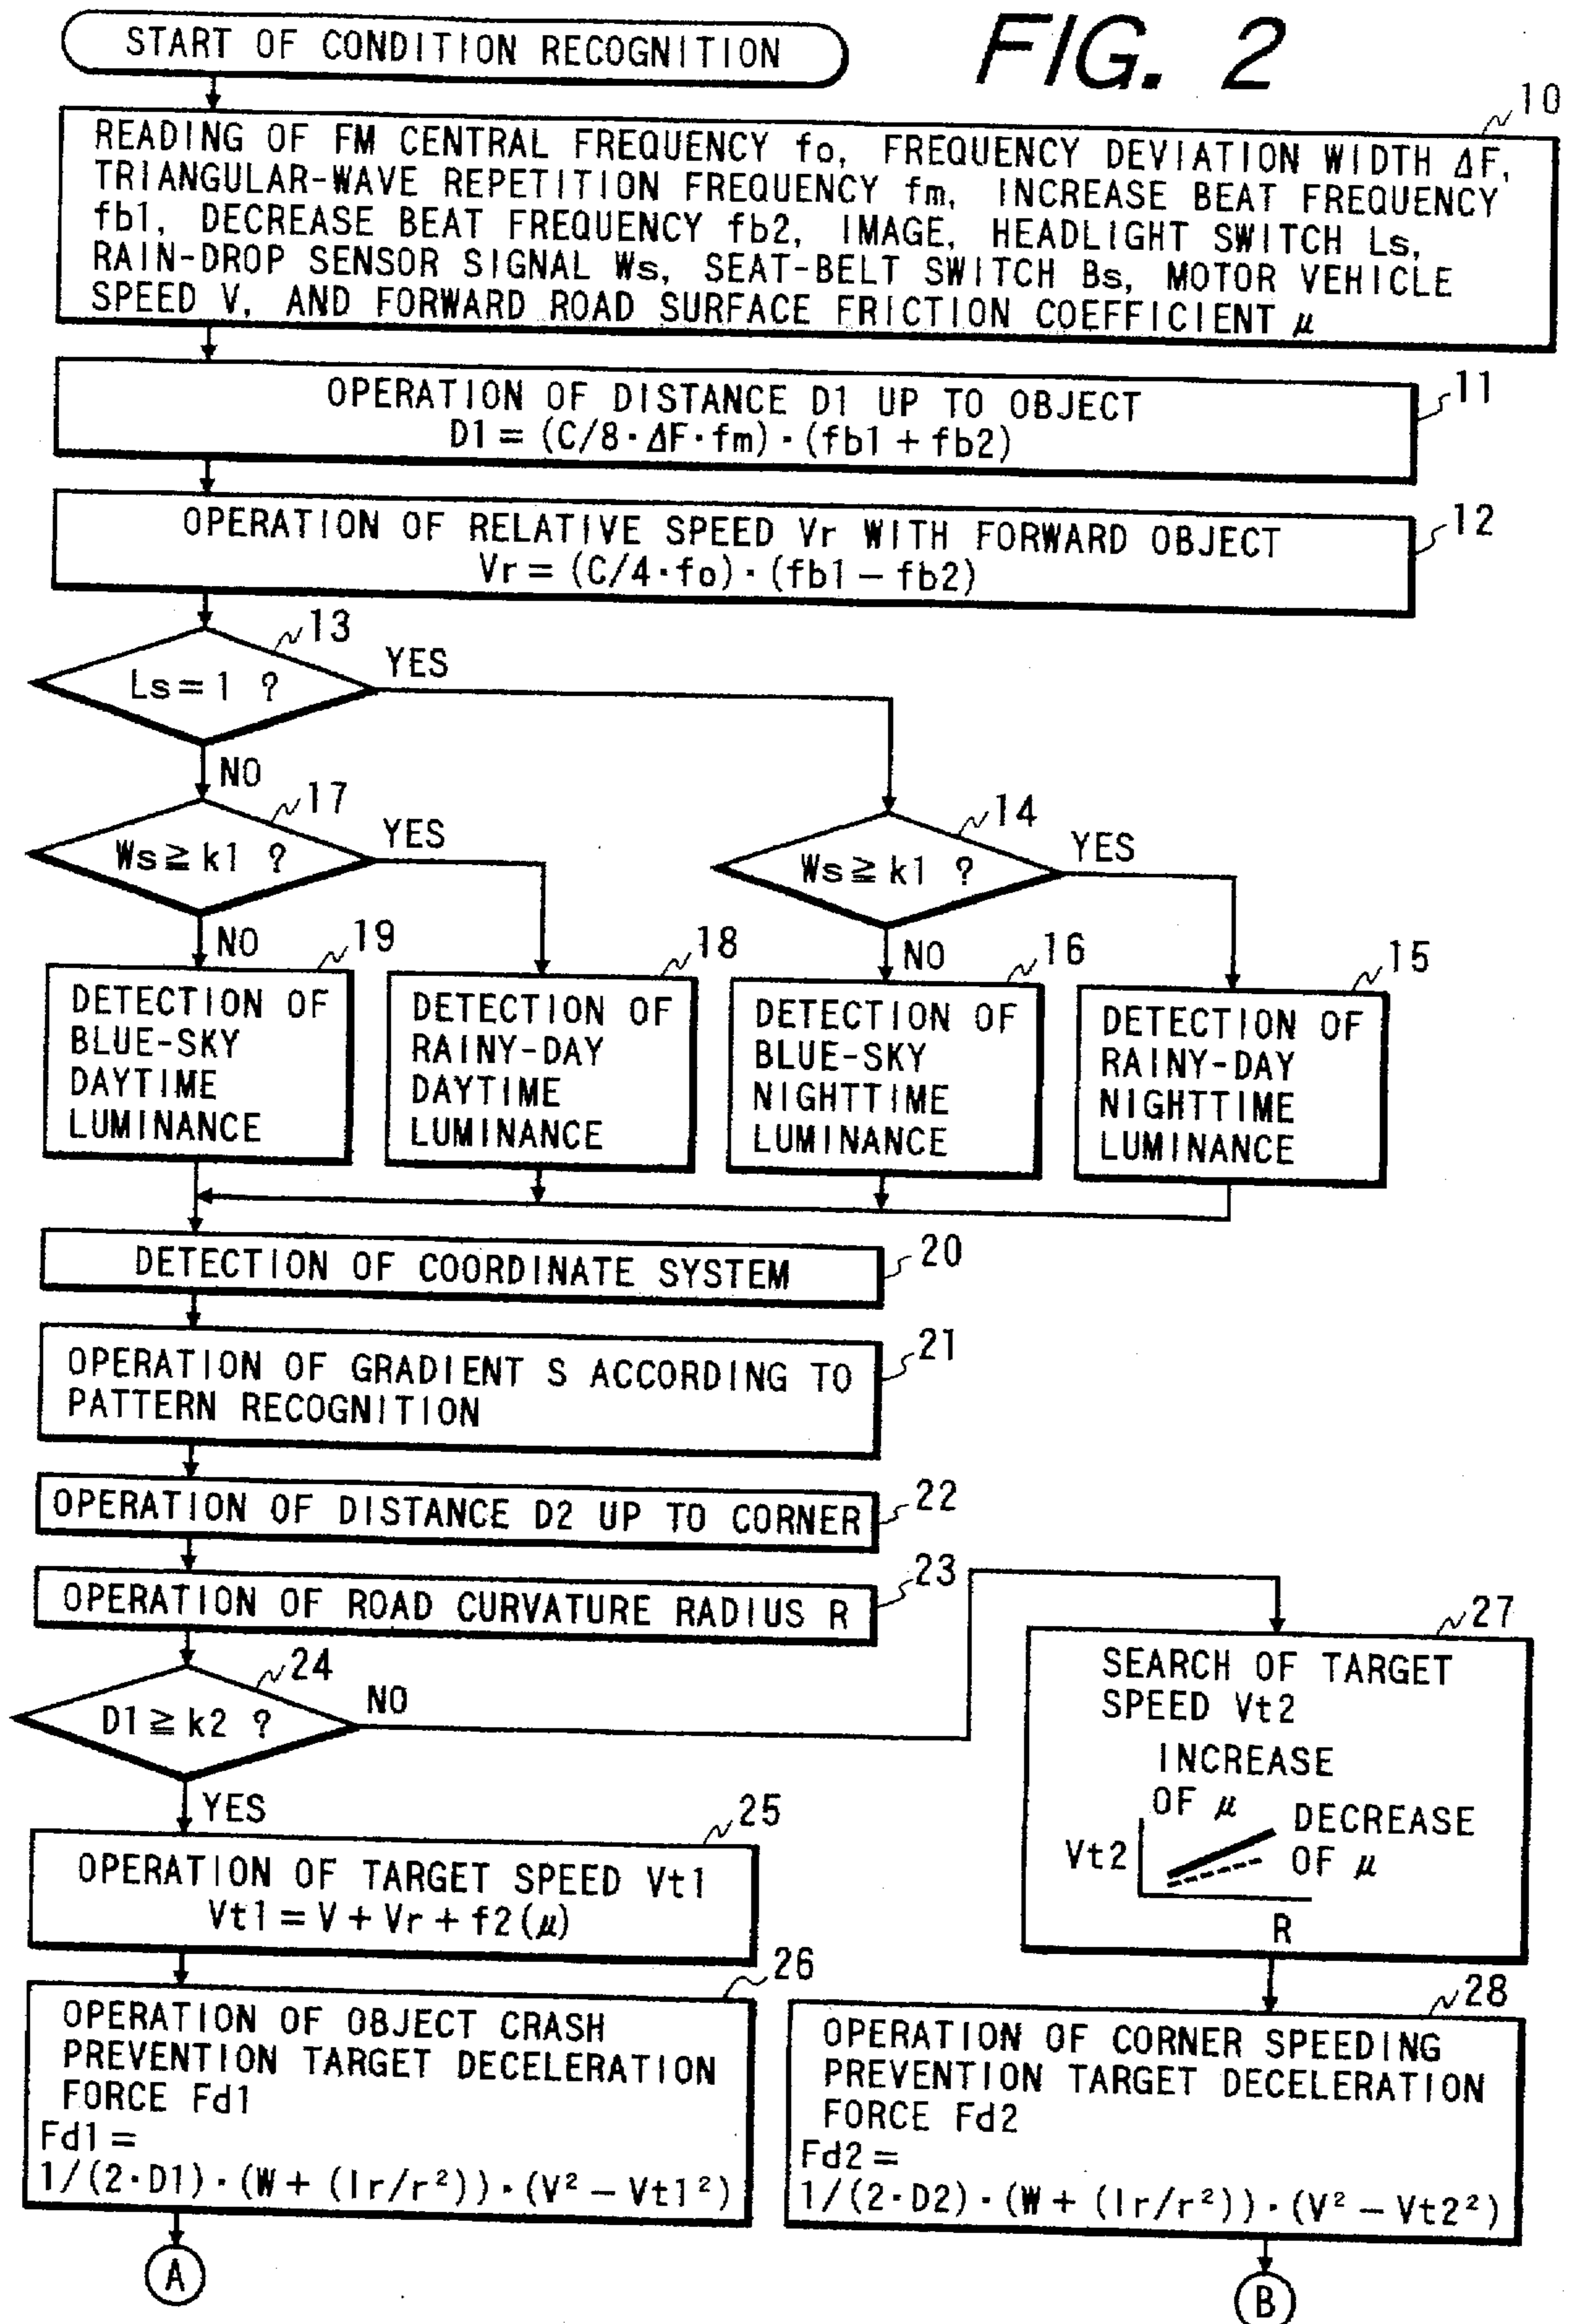 START OF CONDITION RECOGNITION
FIG. 2
10
READING OF FM CENTRAL FREQUENCY fo, FREQUENCY DEVIATION WIDTH ΔF,
TRIANGULAR-WAVE REPETITION FREQUENCY fm, INCREASE BEAT FREQUENCY
fb1, DECREASE BEAT FREQUENCY fb2, IMAGE, HEADLIGHT SWITCH Ls,
RAIN-DROP SENSOR SIGNAL Ws, SEAT-BELT SWITCH Bs, MOTOR VEHICLE
SPEED V, AND FORWARD ROAD SURFACE FRICTION COEFFICIENT μ
11
OPERATION OF DISTANCE D1 UP TO OBJECT
D1 = (C/8·ΔF·fm)·(fb1 + fb2)
12
OPERATION OF RELATIVE SPEED Vr WITH FORWARD OBJECT
Vr = (C/4·fo)·(fb1 − fb2)
13
Ls = 1 ?
YES
NO
17
Ws ≧ k1 ?
YES
NO
14
Ws ≧ k1 ?
YES
NO
19
DETECTION OF
BLUE-SKY
DAYTIME
LUMINANCE
18
DETECTION OF
RAINY-DAY
DAYTIME
LUMINANCE
16
DETECTION OF
BLUE-SKY
NIGHTTIME
LUMINANCE
15
DETECTION OF
RAINY-DAY
NIGHTTIME
LUMINANCE
20
DETECTION OF COORDINATE SYSTEM
21
OPERATION OF GRADIENT S ACCORDING TO
PATTERN RECOGNITION
22
OPERATION OF DISTANCE D2 UP TO CORNER
23
OPERATION OF ROAD CURVATURE RADIUS R
24
D1 ≧ k2 ?
NO
YES
25
OPERATION OF TARGET SPEED Vt1
Vt1 = V + Vr + f2(μ)
26
OPERATION OF OBJECT CRASH
PREVENTION TARGET DECELERATION
FORCE Fd1
Fd1 =
1/(2·D1)·(W + (Ir/r²))·(V² − Vt1²)
A
27
SEARCH OF TARGET
SPEED Vt2
INCREASE
OF μ
DECREASE
OF μ
Vt2
R
28
OPERATION OF CORNER SPEEDING
PREVENTION TARGET DECELERATION
FORCE Fd2
Fd2 =
1/(2·D2)·(W + (Ir/r²))·(V² − Vt2²)
B